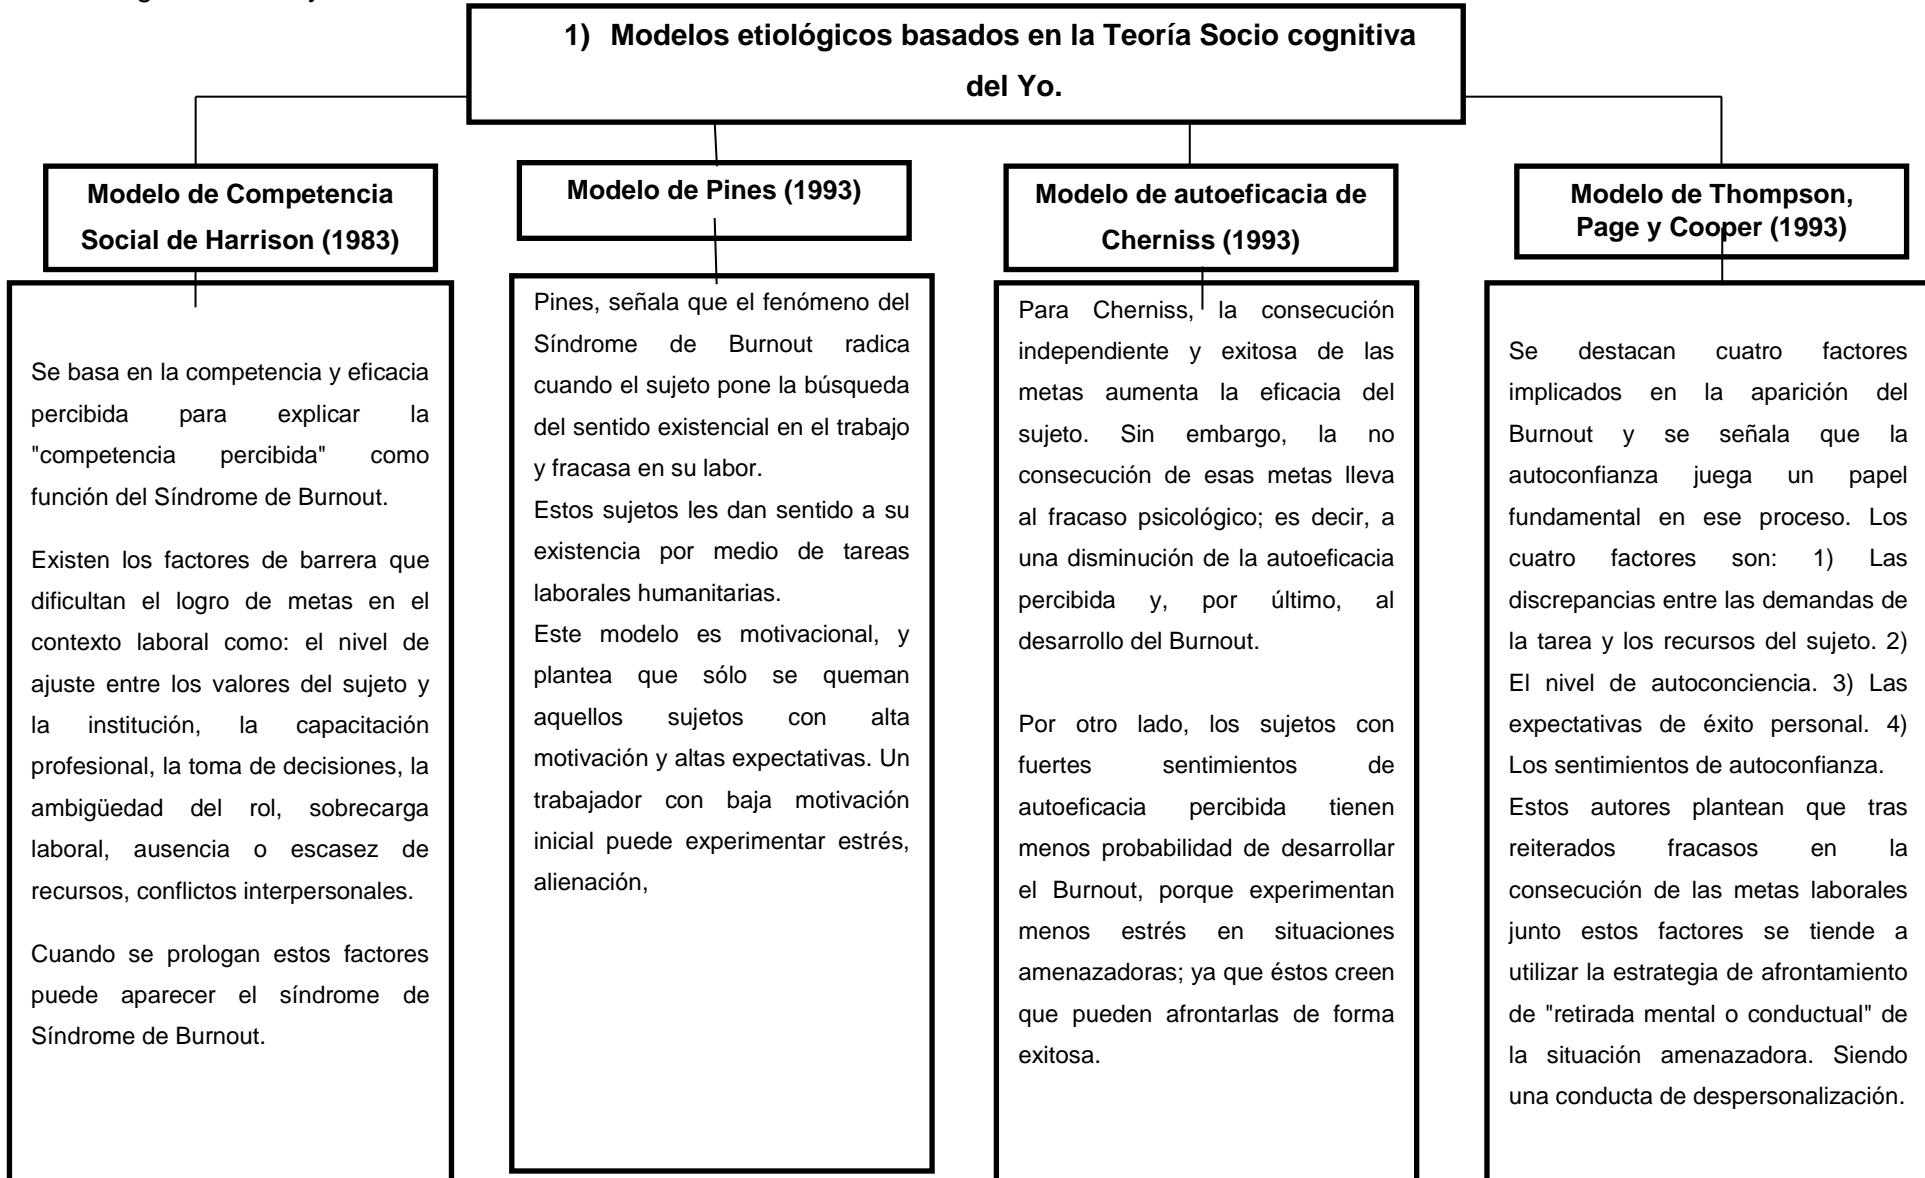 1) Modelos etiológicos basados en la Teoría Socio cognitiva
del Yo.
Modelo de Competencia
Social de Harrison (1983)
Se basa en la competencia y eficacia
percibida para explicar la
"competencia percibida" como
función del Síndrome de Burnout.
Existen los factores de barrera que
dificultan el logro de metas en el
contexto laboral como: el nivel de
ajuste entre los valores del sujeto y
la institución, la capacitación
profesional, la toma de decisiones, la
ambigüedad del rol, sobrecarga
laboral, ausencia o escasez de
recursos, conflictos interpersonales.
Cuando se prologan estos factores
puede aparecer el síndrome de
Síndrome de Burnout.
Modelo de Pines (1993)
Pines, señala que el fenómeno del
Síndrome de Burnout radica
cuando el sujeto pone la búsqueda
del sentido existencial en el trabajo
y fracasa en su labor.
Estos sujetos les dan sentido a su
existencia por medio de tareas
laborales humanitarias.
Este modelo es motivacional, y
plantea que sólo se queman
aquellos sujetos con alta
motivación y altas expectativas. Un
trabajador con baja motivación
inicial puede experimentar estrés,
alienación,
Modelo de autoeficacia de
Cherniss (1993)
Para Cherniss, la consecución
independiente y exitosa de las
metas aumenta la eficacia del
sujeto. Sin embargo, la no
consecución de esas metas lleva
al fracaso psicológico; es decir, a
una disminución de la autoeficacia
percibida y, por último, al
desarrollo del Burnout.
Por otro lado, los sujetos con
fuertes sentimientos de
autoeficacia percibida tienen
menos probabilidad de desarrollar
el Burnout, porque experimentan
menos estrés en situaciones
amenazadoras; ya que éstos creen
que pueden afrontarlas de forma
exitosa.
Modelo de Thompson,
Page y Cooper (1993)
Se destacan cuatro factores
implicados en la aparición del
Burnout y se señala que la
autoconfianza juega un papel
fundamental en ese proceso. Los
cuatro factores son: 1) Las
discrepancias entre las demandas de
la tarea y los recursos del sujeto. 2)
El nivel de autoconciencia. 3) Las
expectativas de éxito personal. 4)
Los sentimientos de autoconfianza.
Estos autores plantean que tras
reiterados fracasos en la
consecución de las metas laborales
junto estos factores se tiende a
utilizar la estrategia de afrontamiento
de "retirada mental o conductual" de
la situación amenazadora. Siendo
una conducta de despersonalización.